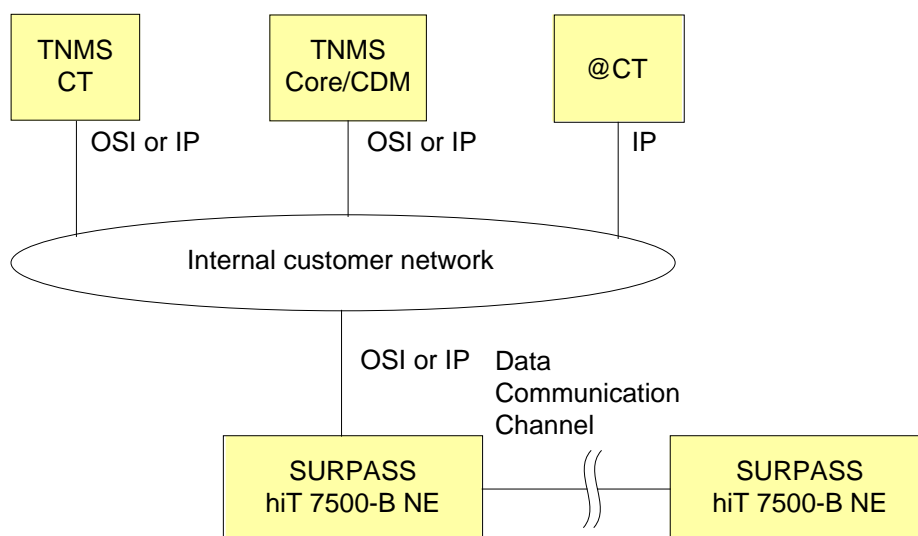 TNMS
CT
TNMS
Core/CDM
@CT
OSI or IP
OSI or IP
IP
Internal customer network
OSI or IP
Data
Communication
Channel
SURPASS
hiT 7500-B NE
SURPASS
hiT 7500-B NE